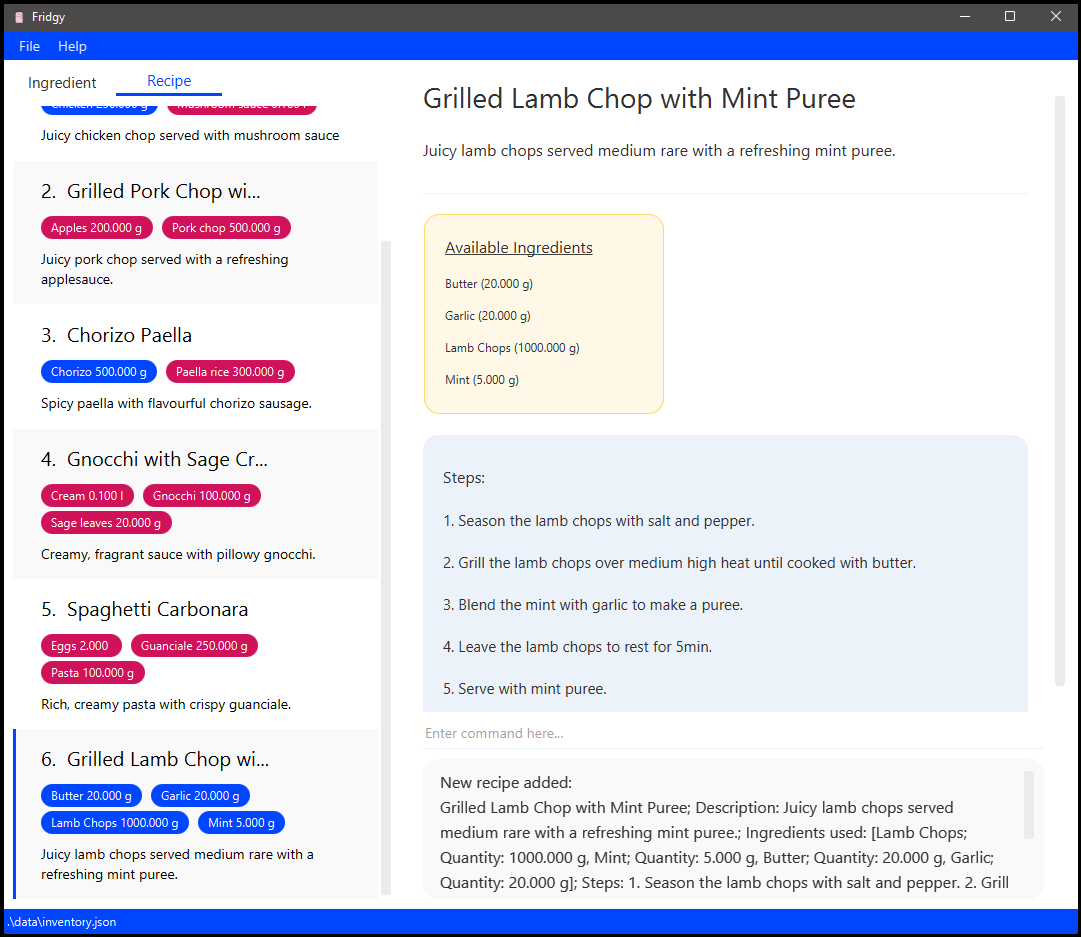 Fridgy
File Help
Ingredient Recipe
Juicy chicken chop served with mushroom sauce
2. Grilled Pork Chop wi...
Apples 200.000 g Pork chop 500.000 g
Juicy pork chop served with a refreshing
applesauce.
3. Chorizo Paella
Chorizo 500.000 g Paella rice 300.000 g
Spicy paella with flavourful chorizo sausage.
4. Gnocchi with Sage Cr...
Cream 0.100 l Gnocchi 100.000 g
Sage leaves 20.000 g
Creamy, fragrant sauce with pillowy gnocchi.
5. Spaghetti Carbonara
Eggs 2.000 Guanciale 250.000 g
Pasta 100.000 g
Rich, creamy pasta with crispy guanciale.
6. Grilled Lamb Chop wi...
Butter 20.000 g Garlic 20.000 g
Lamb Chops 1000.000 g Mint 5.000 g
Juicy lamb chops served medium rare with a
refreshing mint puree.
Grilled Lamb Chop with Mint Puree
Juicy lamb chops served medium rare with a refreshing mint puree.
Available Ingredients
Butter (20.000 g)
Garlic (20.000 g)
Lamb Chops (1000.000 g)
Mint (5.000 g)
Steps:
1. Season the lamb chops with salt and pepper.
2. Grill the lamb chops over medium high heat until cooked with butter.
3. Blend the mint with garlic to make a puree.
4. Leave the lamb chops to rest for 5min.
5. Serve with mint puree.
Enter command here...
New recipe added:
Grilled Lamb Chop with Mint Puree; Description: Juicy lamb chops served
medium rare with a refreshing mint puree.; Ingredients used: [Lamb Chops;
Quantity: 1000.000 g, Mint; Quantity: 5.000 g, Butter; Quantity: 20.000 g, Garlic;
Quantity: 20.000 g]; Steps: 1. Season the lamb chops with salt and pepper. 2. Grill
.\data\inventory.json